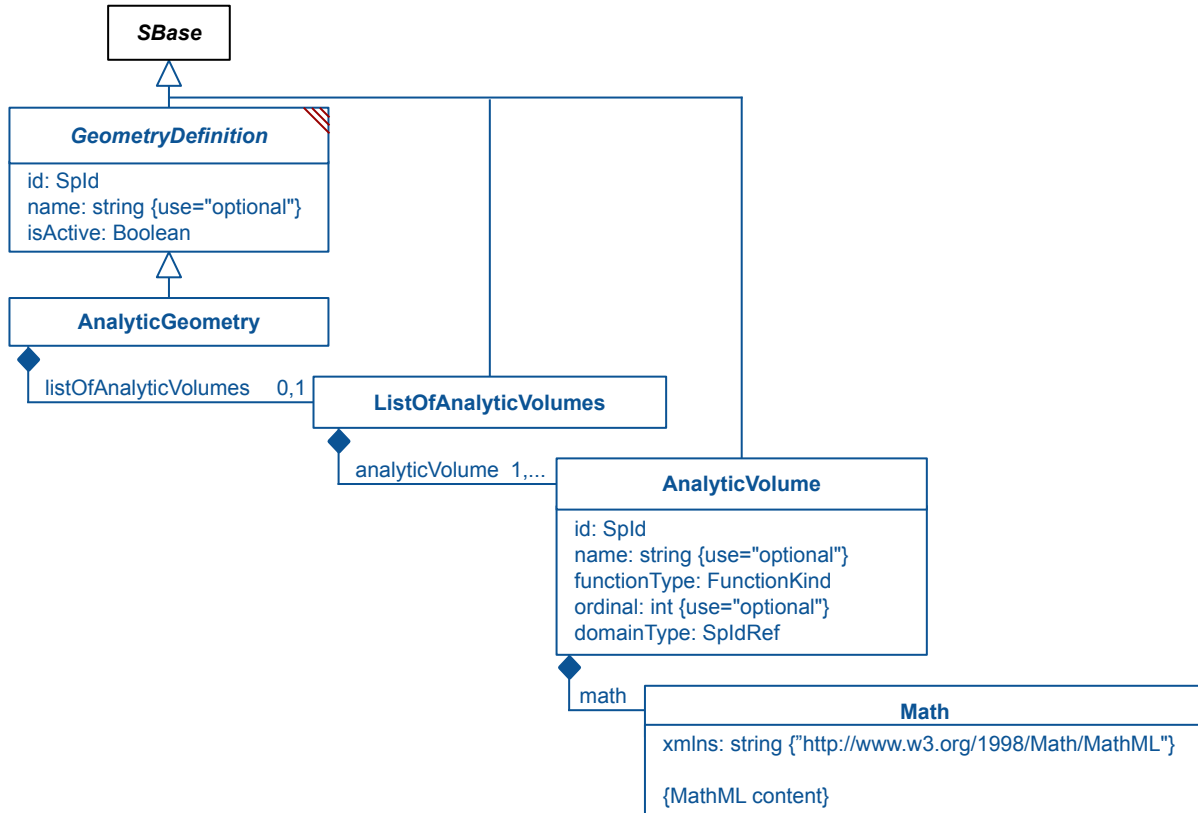 SBase
GeometryDefinition
id: SpId
name: string {use="optional"}
isActive: Boolean
AnalyticGeometry
listOfAnalyticVolumes 0,1
ListOfAnalyticVolumes
analyticVolume 1,...
AnalyticVolume
id: SpId
name: string {use="optional"}
functionType: FunctionKind
ordinal: int {use="optional"}
domainType: SpIdRef
math
Math
xmlns: string {”http://www.w3.org/1998/Math/MathML"}
{MathML content}